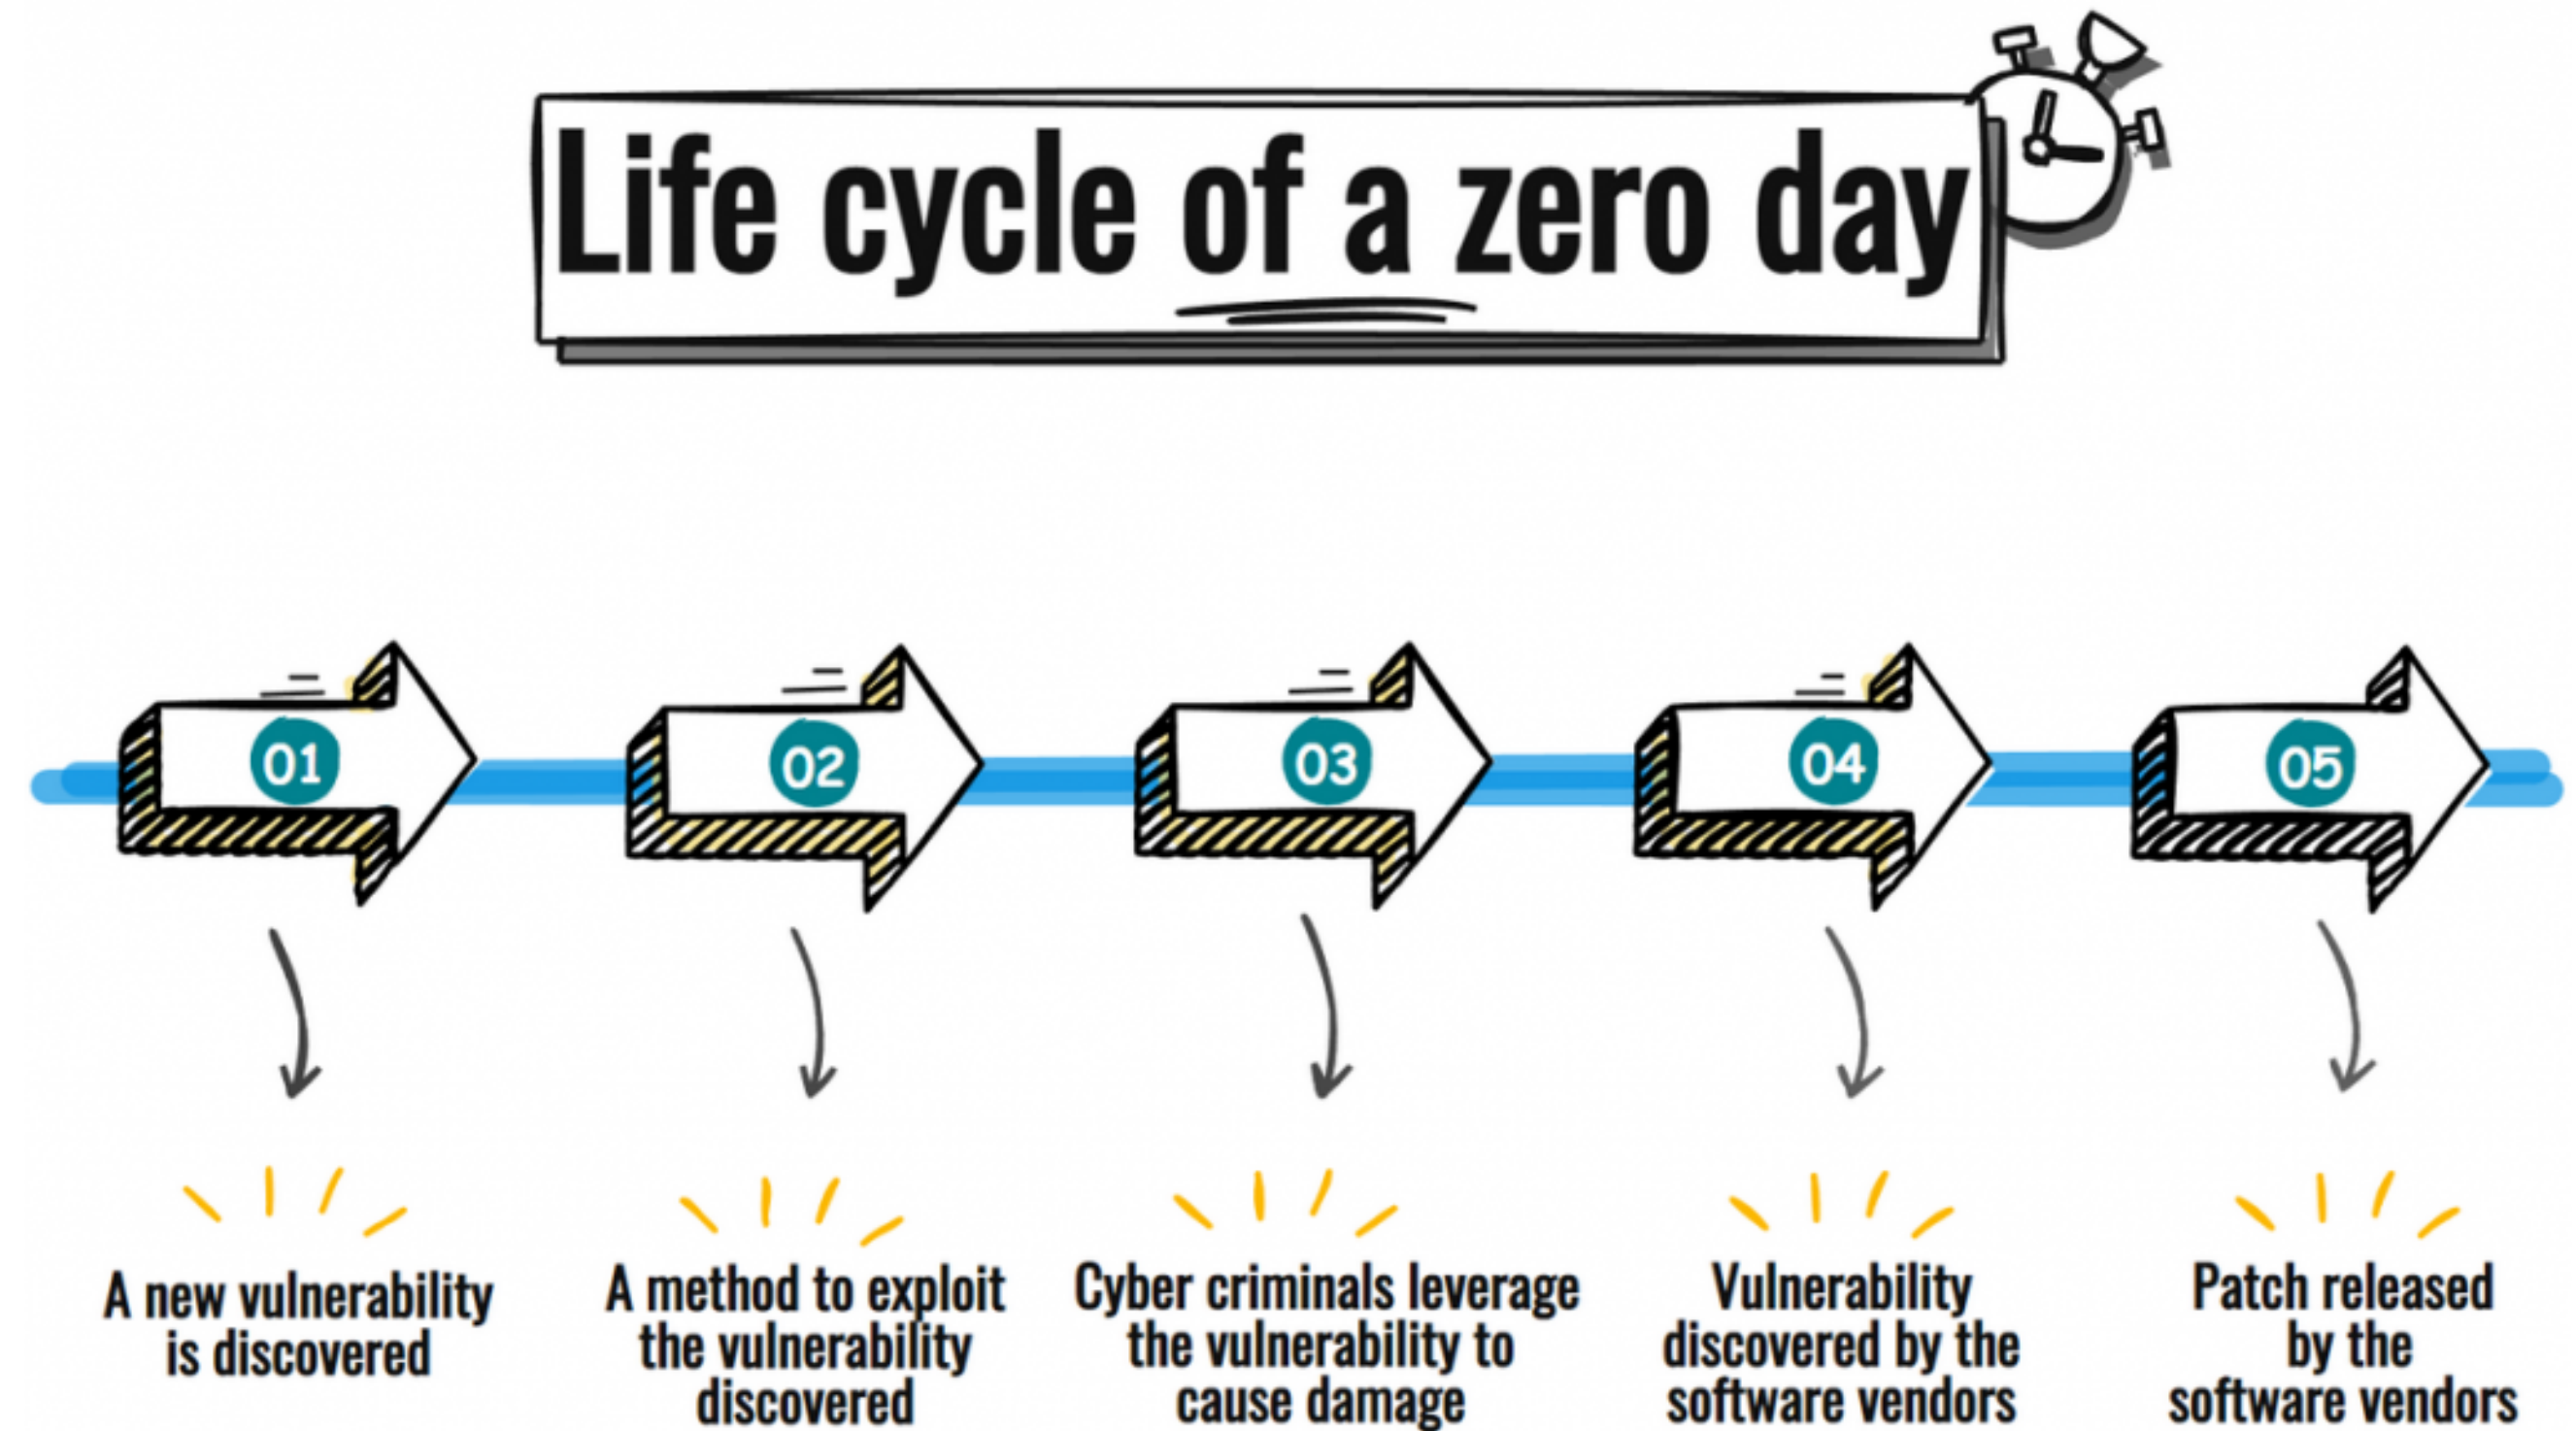 Life cycle of a zero day
01
02
03
04
05
A new vulnerability
is discovered
A method to exploit
the vulnerability
discovered
Cyber criminals leverage
the vulnerability to
cause damage
Vulnerability
discovered by the
software vendors
Patch released
by the
software vendors